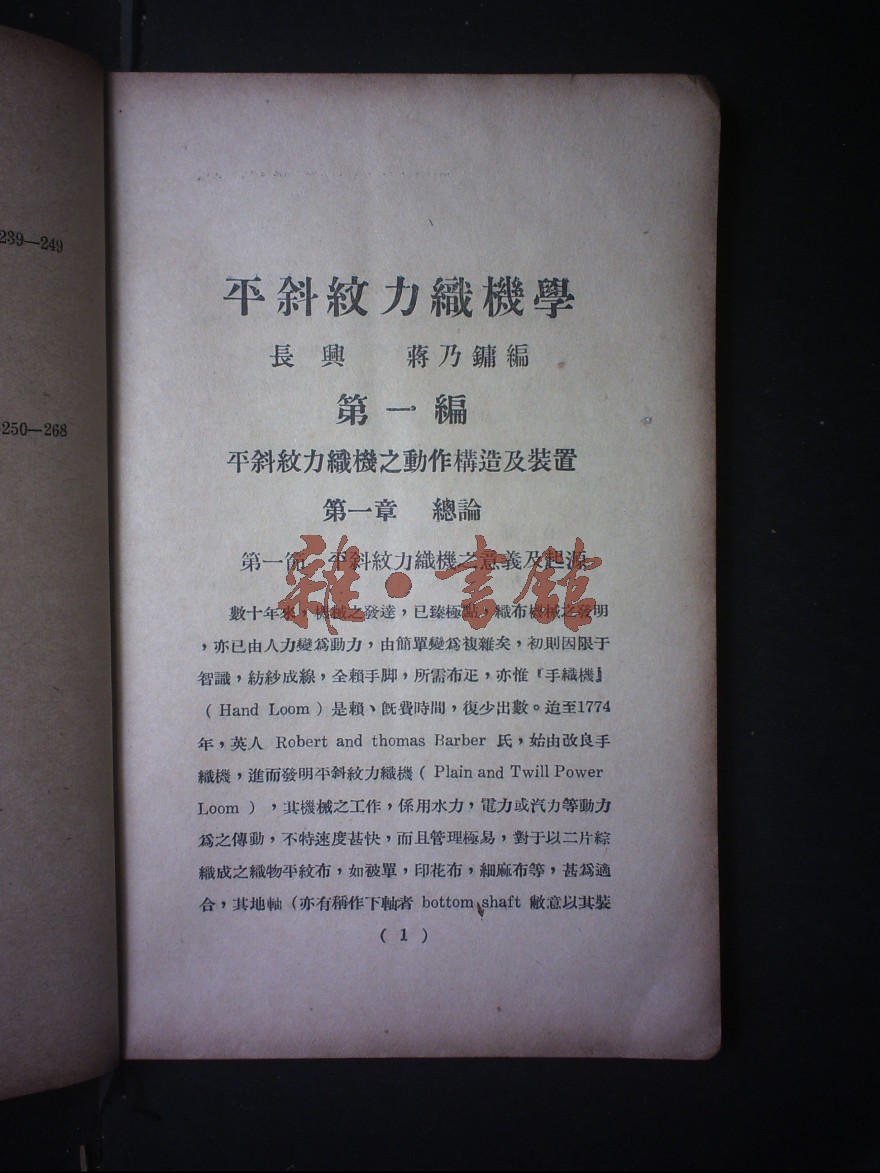 239—249
250—268
平斜紋力織機學
長興 蔣乃鏞編
第一編
平斜紋力織機之動作構造及裝置
第一章 總論
第一節 平斜紋力織機之意義及起源
雜·書館
數十年來，機械之發達，已臻極點，織布機械之發明
，亦已由人力變爲動力，由簡單變爲複雜矣，初則因限于
智識，紡紗成線，全賴手脚，所需布疋，亦惟『手織機』
（Hand Loom）是賴、旣費時間，復少出數。迨至1774
年，英人 Robert and thomas Barber 氏，始由改良手
織機，進而發明平斜紋力織機（Plain and Twill Power
Loom），其機械之工作，係用水力，電力或汽力等動力
爲之傳動，不特速度甚快，而且管理極易，對于以二片綜
織成之織物平紋布，如被單，印花布，細麻布等，甚爲適
合，其地軸（亦有稱作下軸者 bottom shaft 敝意以其裝
( 1 )